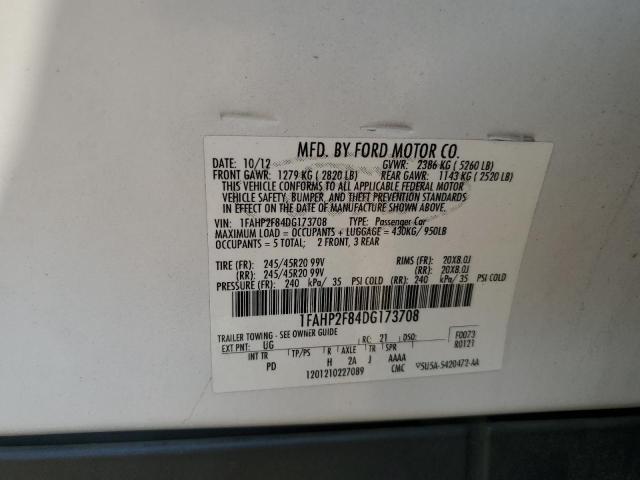 MFD. BY FORD MOTOR CO.
DATE: 10/12 GVWR: 2386 KG ( 5260 LB)
FRONT GAWR: 1279 KG ( 2820 LB) REAR GAWR: 1143 KG ( 2520 LB)
THIS VEHICLE CONFORMS TO ALL APPLICABLE FEDERAL MOTOR
VEHICLE SAFETY, BUMPER, AND THEFT PREVENTION STANDARDS
IN EFFECT ON THE DATE OF MANUFACTURE SHOWN ABOVE.
VIN: 1FAHP2F84DG173708 TYPE: Passenger Car
MAXIMUM LOAD = OCCUPANTS + LUGGAGE = 430KG/ 950LB
OCCUPANTS = 5 TOTAL; 2 FRONT, 3 REAR
TIRE (FR): 245/45R20 99V RIMS (FR): 20X8.0J
(RR): 245/45R20 99V (RR): 20X8.0J
PRESSURE (FR): 240 kPa/ 35 PSI COLD (RR): 240 kPa/ 35 PSI COLD
1FAHP2F84DG173708
TRAILER TOWING - SEE OWNER GUIDE
EXT PNT: UG RC: 21 DSO: F0073
R0121
INT TR TP/PS R AXLE TR SPR
PD H 2A J AAAA
1201210227089 CMC 5U5A-5420472-AA